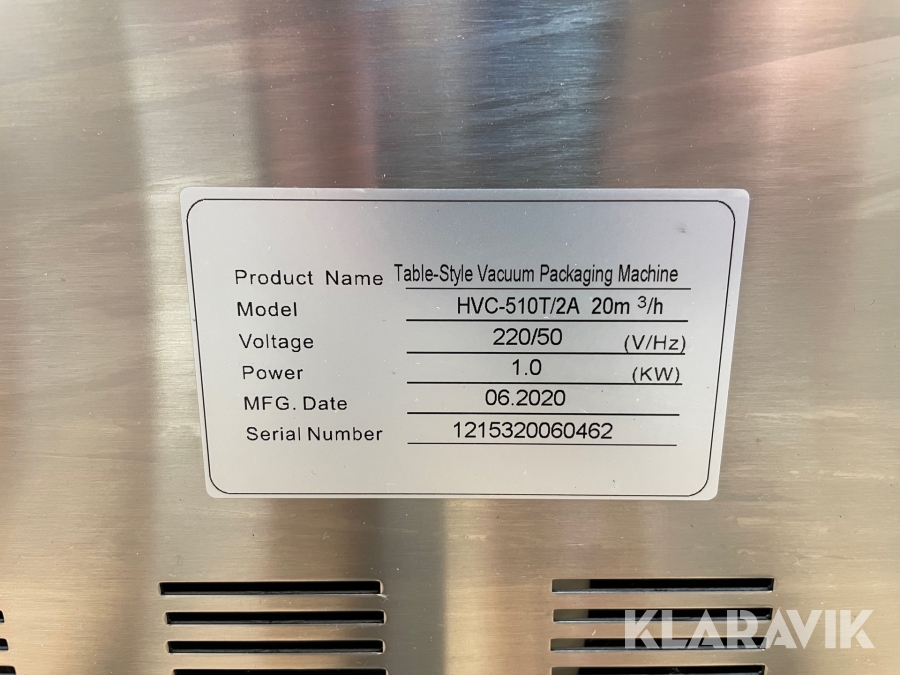 Product Name Table-Style Vacuum Packaging Machine
Model HVC-510T/2A 20m ³/h
Voltage 220/50 (V/Hz)
Power 1.0 (KW)
MFG. Date 06.2020
Serial Number 1215320060462
KLARAVIK